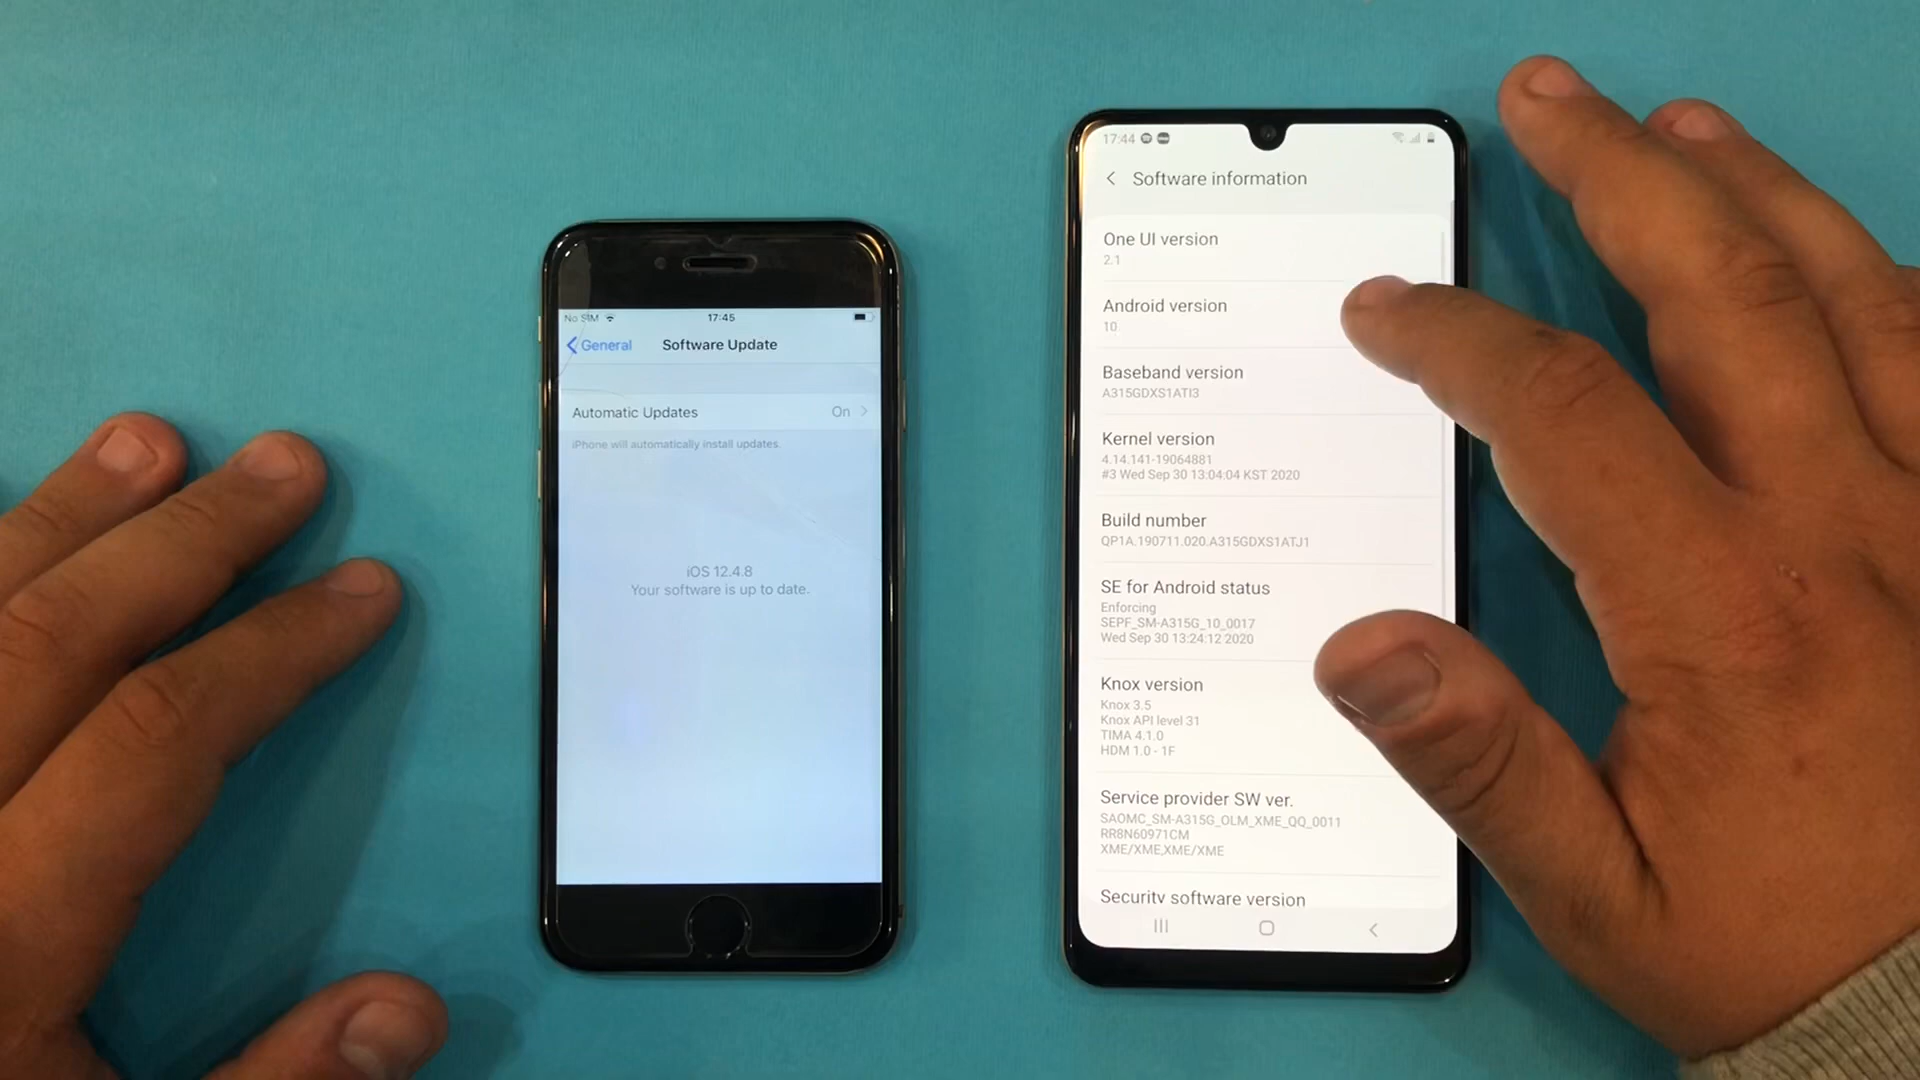 No SIM
17:45
General
Software Update
Automatic Updates
On
iPhone will automatically install updates.
iOS 12.4.8
Your software is up to date.
17:44
Software information
One UI version
2.1
Android version
10
Baseband version
A315GDXS1ATI3
Kernel version
4.14.141-19064881
#3 Wed Sep 30 13:04:04 KST 2020
Build number
QP1A.190711.020.A315GDXS1ATJ1
SE for Android status
Enforcing
SEPF_SM-A315G_10_0017
Wed Sep 30 13:24:12 2020
Knox version
Knox 3.5
Knox API level 31
TIMA 4.1.0
HDM 1.0 - 1F
Service provider SW ver.
SAOMC_SM-A315G_OLM_XME_QQ_0011
RR8N60971CM
XME/XME,XME/XME
Security software version